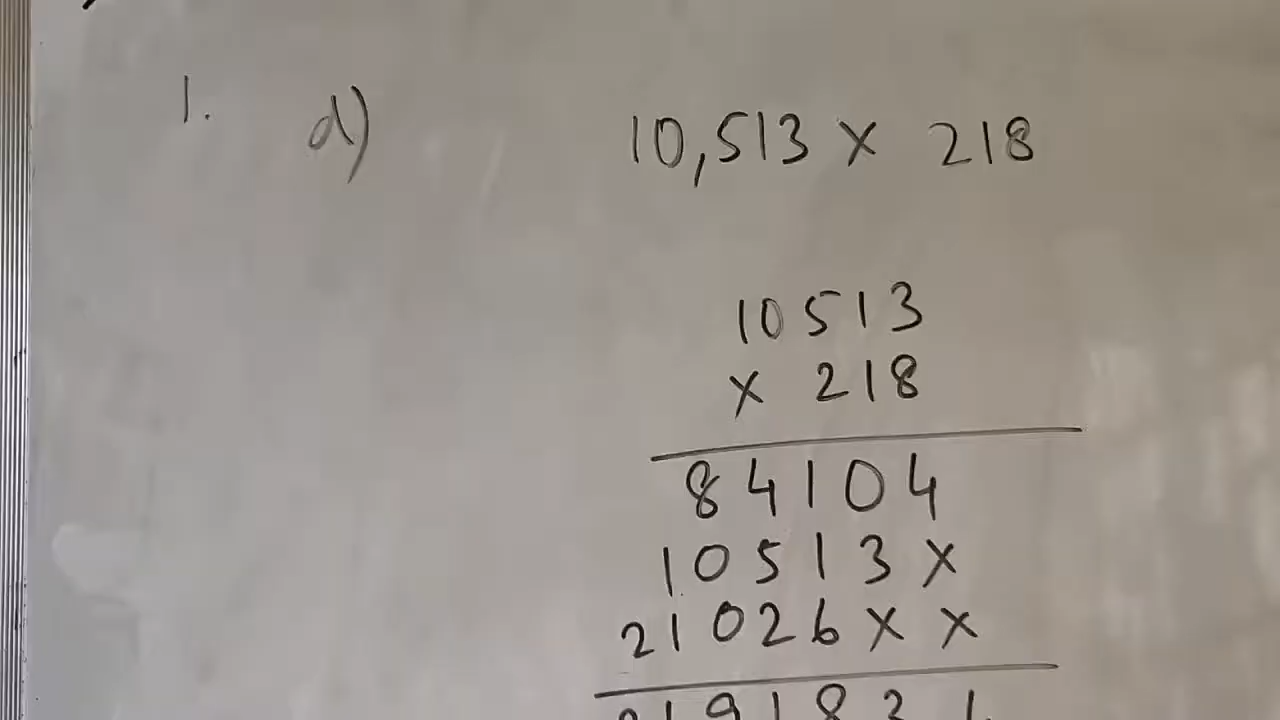 1. d) 10,513 x 218
10513
x 218
84104
10513x
21026xx